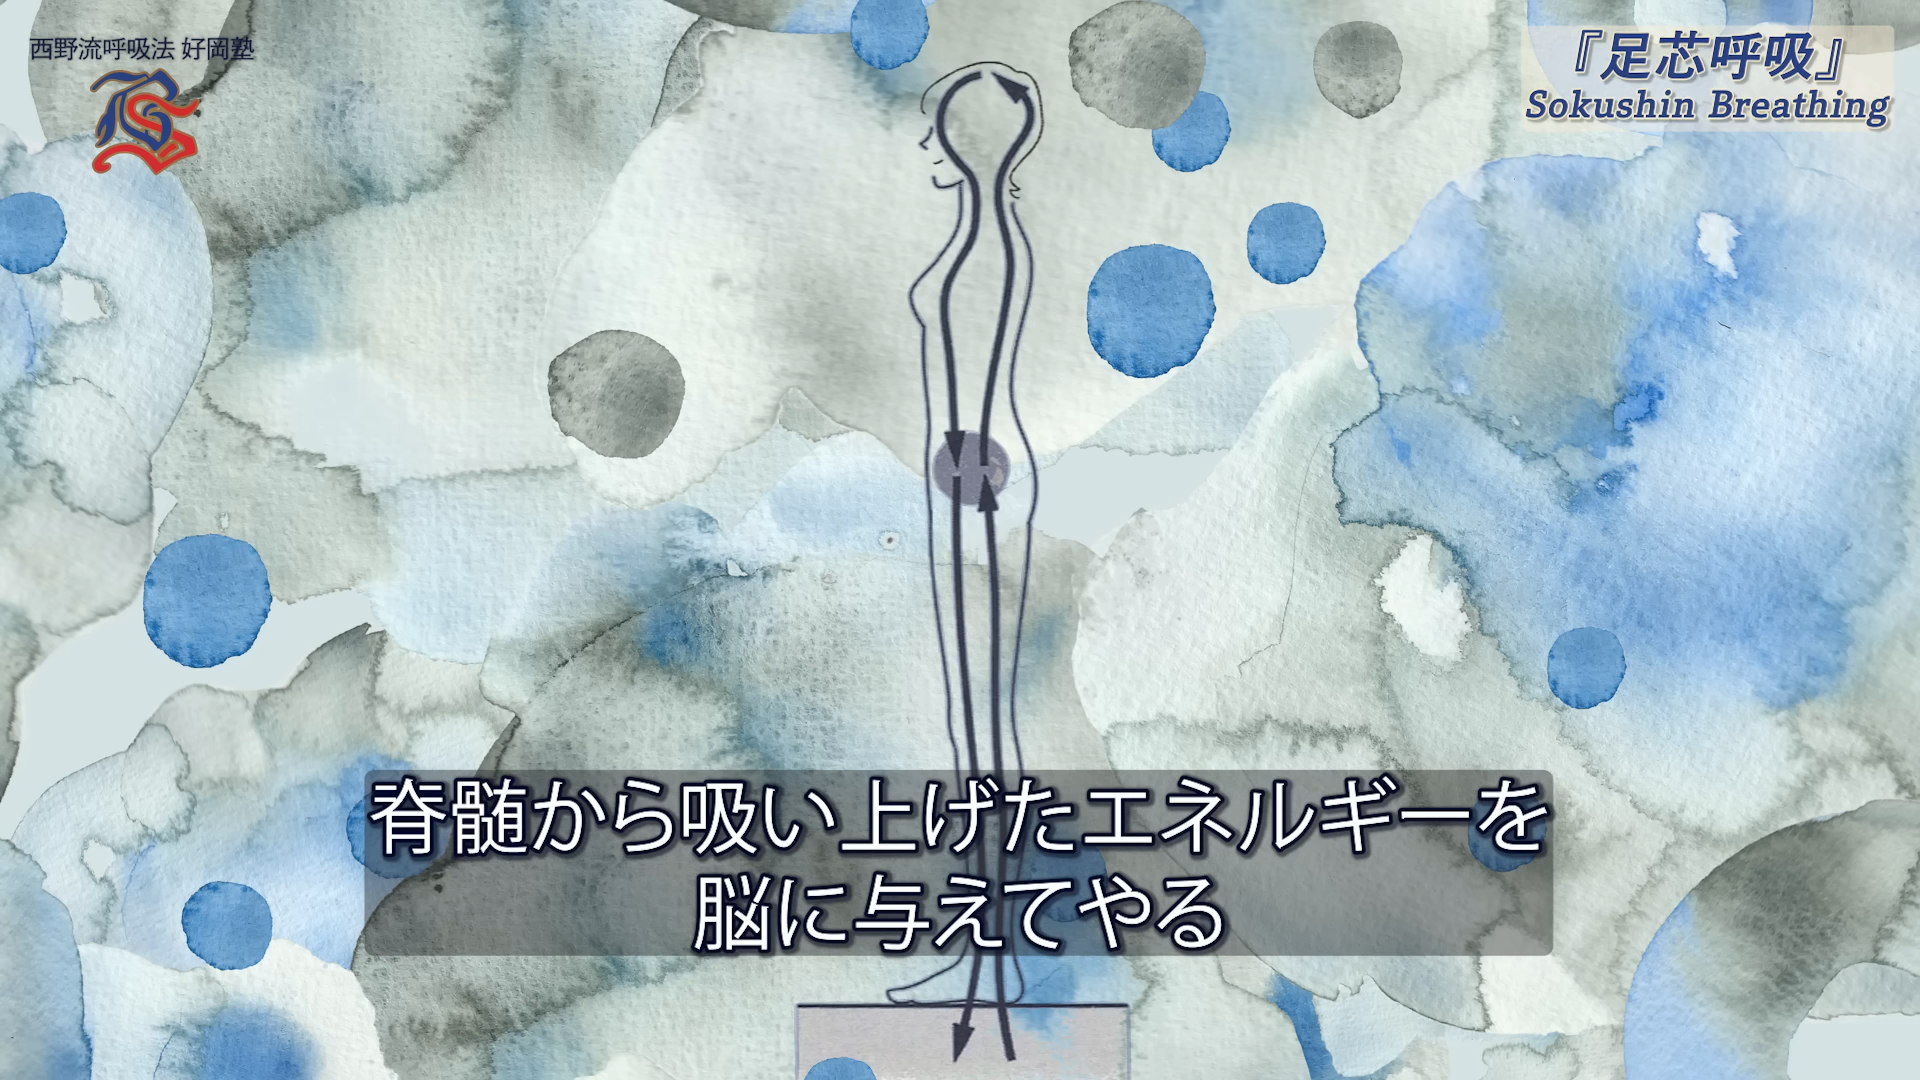 西野流呼吸法 好岡塾
『足芯呼吸』
Sokushin Breathing
脊髄から吸い上げたエネルギーを
脳に与えてやる